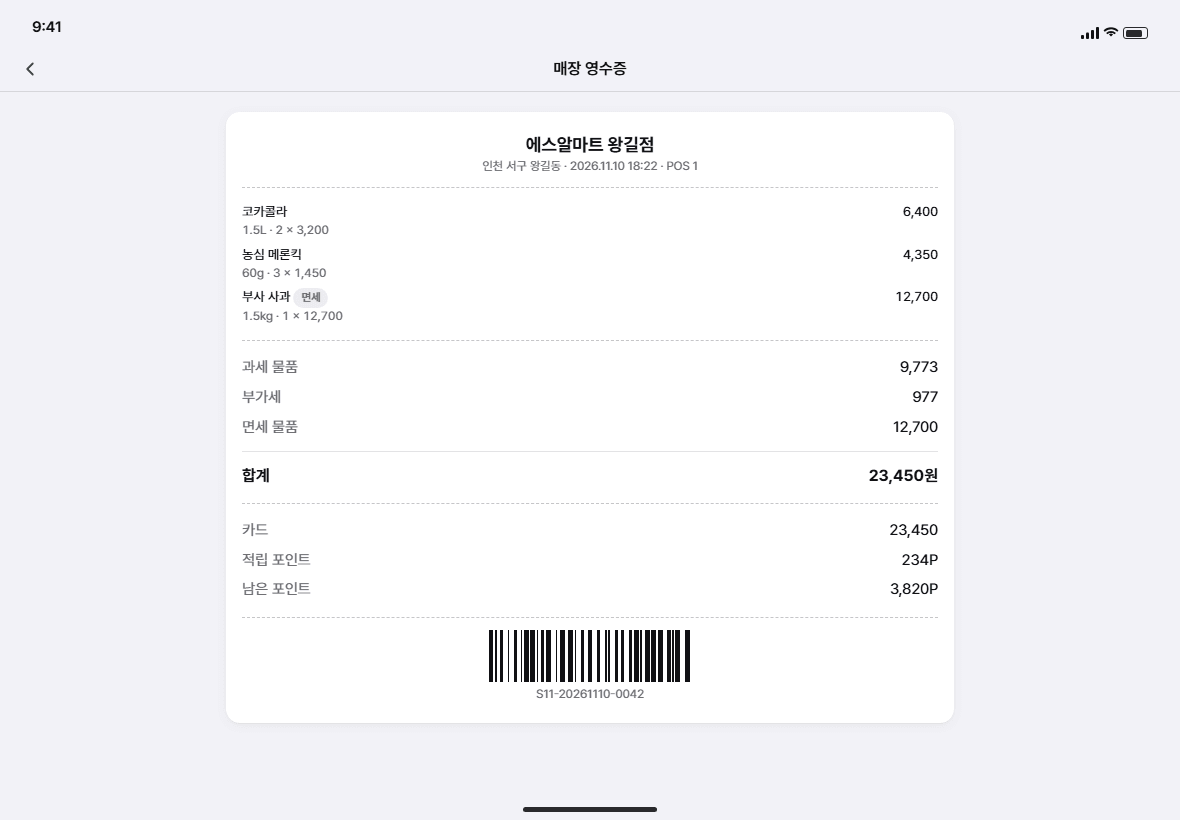 9:41
매장 영수증
에스알마트 왕길점
인천 서구 왕길동 · 2026.11.10 18:22 · POS 1
코카콜라 6,400
1.5L · 2 × 3,200
농심 메론킥 4,350
60g · 3 × 1,450
부사 사과 면세 12,700
1.5kg · 1 × 12,700
과세 물품 9,773
부가세 977
면세 물품 12,700
합계 23,450원
카드 23,450
적립 포인트 234P
남은 포인트 3,820P
S11-20261110-0042